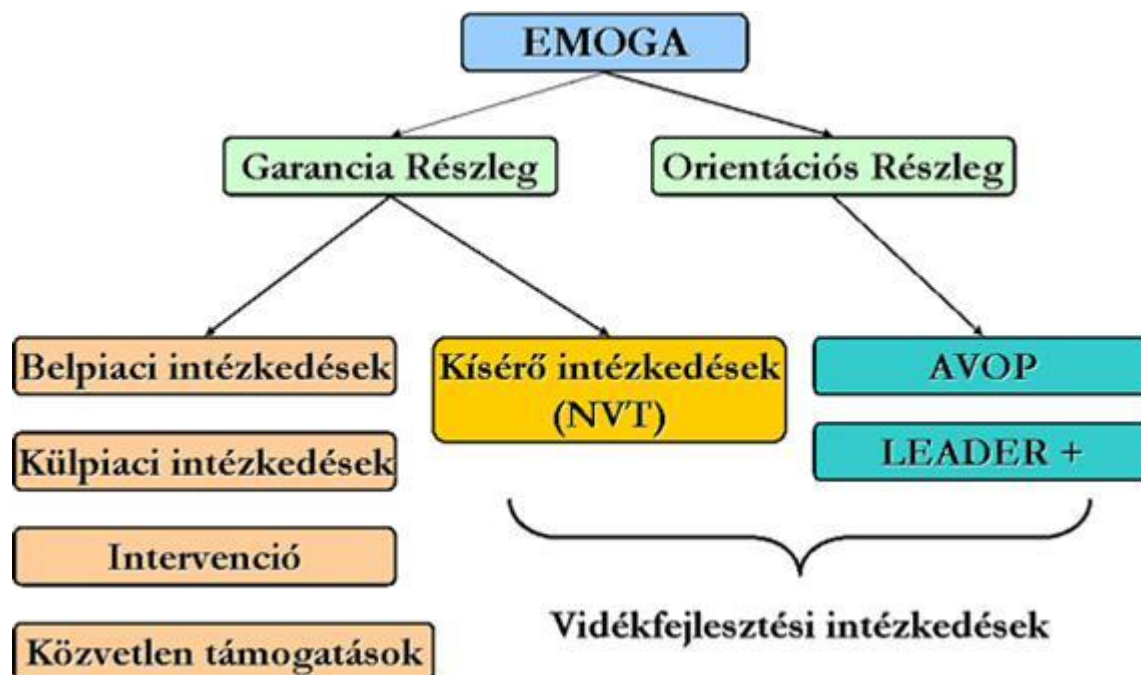 EMOGA
Garancia Részleg
Orientációs Részleg
Belpiaci intézkedések
Kísérő intézkedések
(NVT)
AVOP
Külpiaci intézkedések
LEADER +
Intervenció
Vidékfejlesztési intézkedések
Közvetlen támogatások